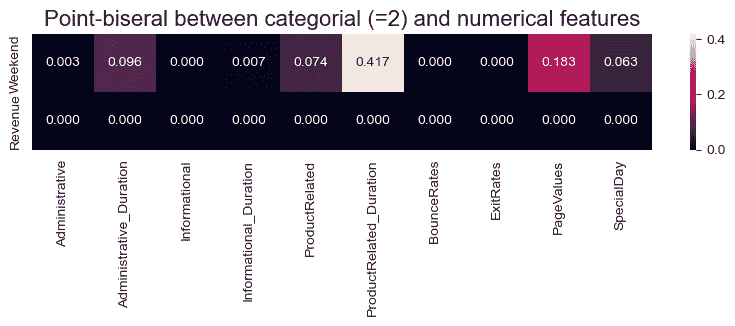 Point-biseral between categorial (=2) and numerical features
Weekend 0.003 0.096 0.000 0.007 0.074 0.417 0.000 0.000 0.183 0.063
Revenue 0.000 0.000 0.000 0.000 0.000 0.000 0.000 0.000 0.000 0.000
Administrative
Administrative_Duration
Informational
Informational_Duration
ProductRelated
ProductRelated_Duration
BounceRates
ExitRates
PageValues
SpecialDay
0.4
0.2
0.0